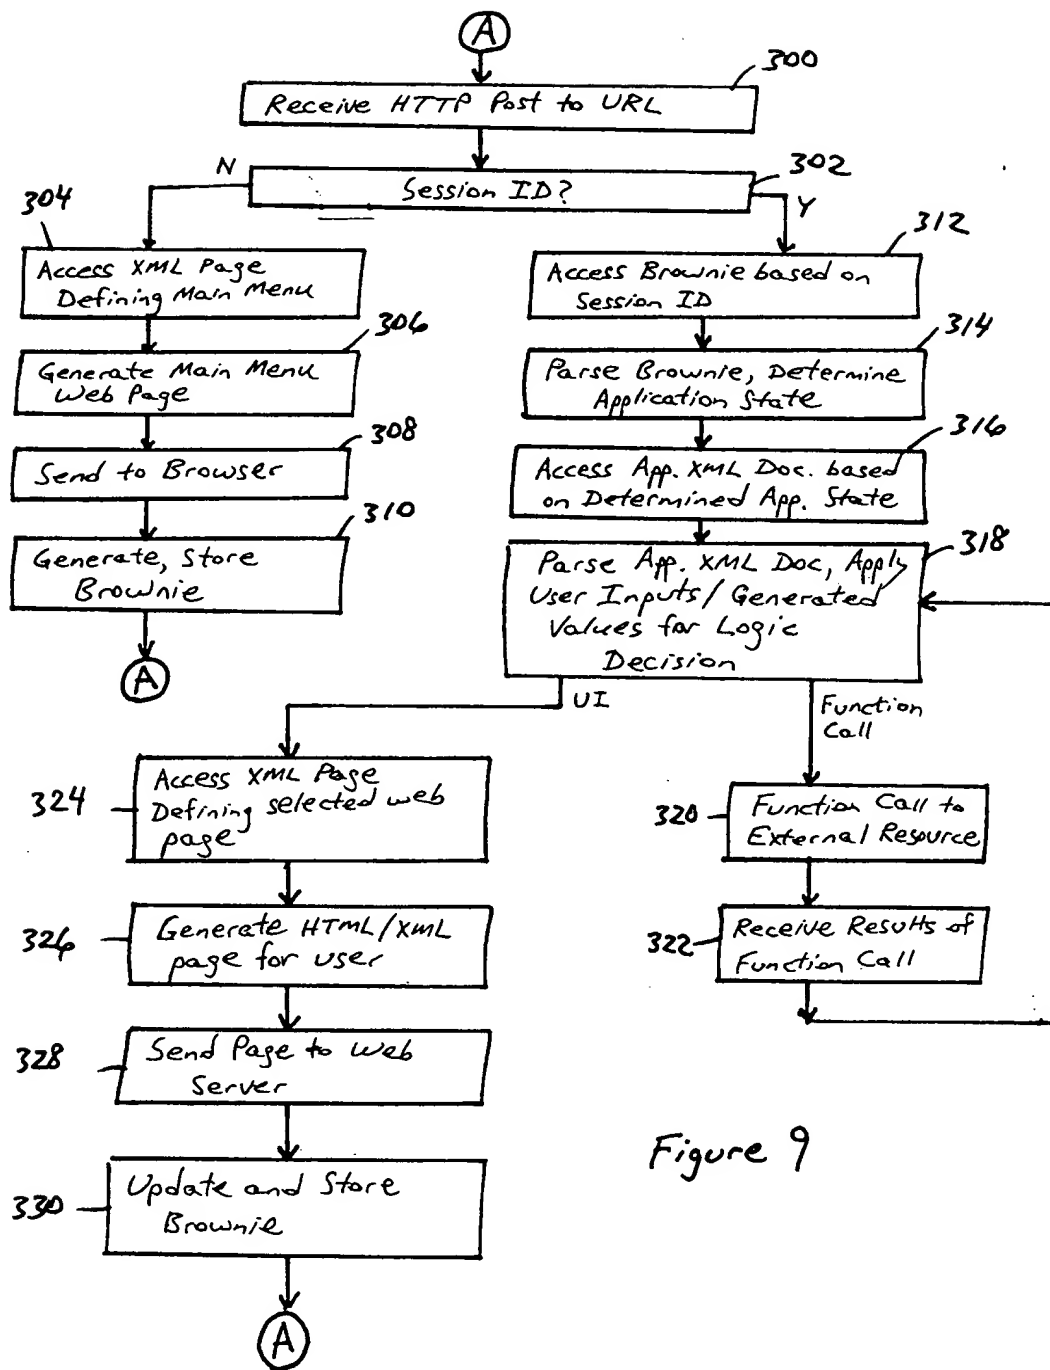 A
300
Receive HTTP Post to URL
302
N
Session ID?
Y
304
Access XML Page
Defining Main Menu
306
Generate Main Menu
Web Page
308
Send to Browser
310
Generate, Store
Brownie
A
312
Access Brownie based on
Session ID
314
Parse Brownie, Determine
Application State
316
Access App. XML Doc. based
on Determined App. State
318
Parse App. XML Doc, Apply
User Inputs/Generated
Values for Logic
Decision
UI
Function
Call
324
Access XML Page
Defining selected web
page
326
Generate HTML/XML
page for user
328
Send Page to Web
Server
330
Update and Store
Brownie
A
320
Function Call to
External Resource
322
Receive Results of
Function Call
Figure 9